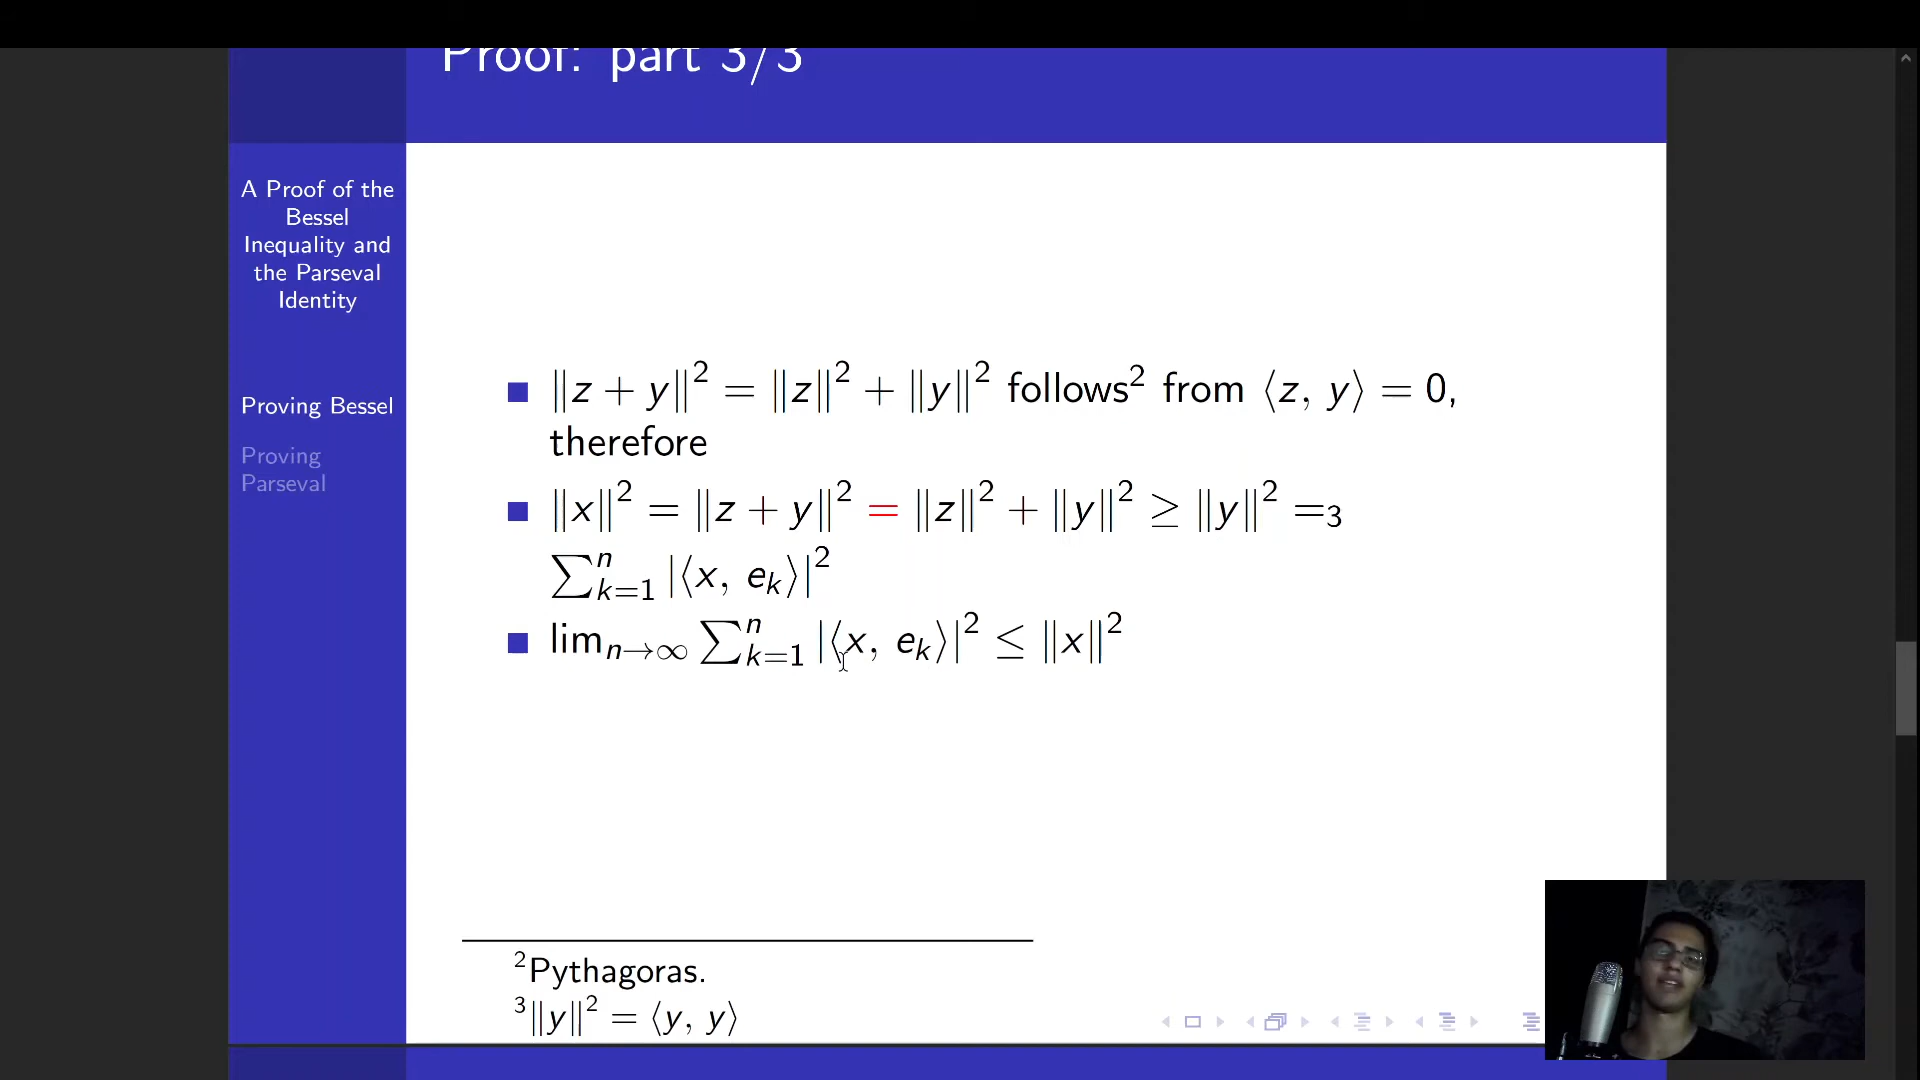 Proof: part 3/3
A Proof of the
Bessel
Inequality and
the Parseval
Identity
Proving Bessel
Proving
Parseval
‖z + y‖² = ‖z‖² + ‖y‖² follows² from ⟨z, y⟩ = 0,
therefore
‖x‖² = ‖z + y‖² = ‖z‖² + ‖y‖² ≥ ‖y‖² =₃
∑ⁿₖ₌₁ |⟨x, eₖ⟩|²
limₙ→∞ ∑ⁿₖ₌₁ |⟨x, eₖ⟩|² ≤ ‖x‖²
²Pythagoras.
³‖y‖² = ⟨y, y⟩